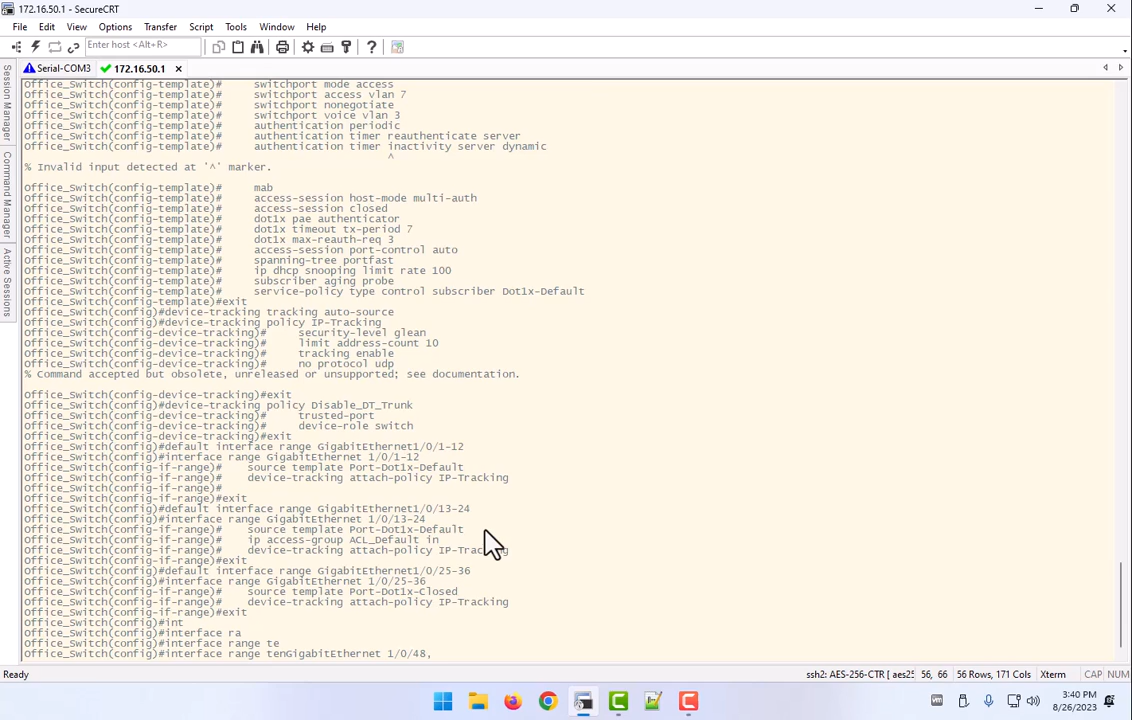 172.16.50.1 - SecureCRT
File Edit View Options Transfer Script Tools Window Help
Enter host <Alt+R>
Serial-COM3 172.16.50.1
Session Manager
Command Manager
Active Sessions
Office_Switch(config-template)#    switchport mode access
Office_Switch(config-template)#    switchport access vlan 7
Office_Switch(config-template)#    switchport nonegotiate
Office_Switch(config-template)#    switchport voice vlan 3
Office_Switch(config-template)#    authentication periodic
Office_Switch(config-template)#    authentication timer reauthenticate server
Office_Switch(config-template)#    authentication timer inactivity server dynamic
^
% Invalid input detected at '^' marker.
Office_Switch(config-template)#    mab
Office_Switch(config-template)#    access-session host-mode multi-auth
Office_Switch(config-template)#    access-session closed
Office_Switch(config-template)#    dot1x pae authenticator
Office_Switch(config-template)#    dot1x timeout tx-period 7
Office_Switch(config-template)#    dot1x max-reauth-req 3
Office_Switch(config-template)#    access-session port-control auto
Office_Switch(config-template)#    spanning-tree portfast
Office_Switch(config-template)#    ip dhcp snooping limit rate 100
Office_Switch(config-template)#    subscriber aging probe
Office_Switch(config-template)#    service-policy type control subscriber Dot1x-Default
Office_Switch(config-template)#exit
Office_Switch(config)#device-tracking tracking auto-source
Office_Switch(config)#device-tracking policy IP-Tracking
Office_Switch(config-device-tracking)#    security-level glean
Office_Switch(config-device-tracking)#    limit address-count 10
Office_Switch(config-device-tracking)#    tracking enable
Office_Switch(config-device-tracking)#    no protocol udp
% Command accepted but obsolete, unreleased or unsupported; see documentation.
Office_Switch(config-device-tracking)#exit
Office_Switch(config)#device-tracking policy Disable_DT_Trunk
Office_Switch(config-device-tracking)#    trusted-port
Office_Switch(config-device-tracking)#    device-role switch
Office_Switch(config-device-tracking)#exit
Office_Switch(config)#default interface range GigabitEthernet1/0/1-12
Office_Switch(config)#interface range GigabitEthernet 1/0/1-12
Office_Switch(config-if-range)#    source template Port-Dot1x-Default
Office_Switch(config-if-range)#    device-tracking attach-policy IP-Tracking
Office_Switch(config-if-range)#
Office_Switch(config-if-range)#exit
Office_Switch(config)#default interface range GigabitEthernet1/0/13-24
Office_Switch(config)#interface range GigabitEthernet 1/0/13-24
Office_Switch(config-if-range)#    source template Port-Dot1x-Default
Office_Switch(config-if-range)#    ip access-group ACL_Default in
Office_Switch(config-if-range)#    device-tracking attach-policy IP-Tracking
Office_Switch(config-if-range)#exit
Office_Switch(config)#default interface range GigabitEthernet1/0/25-36
Office_Switch(config)#interface range GigabitEthernet 1/0/25-36
Office_Switch(config-if-range)#    source template Port-Dot1x-Closed
Office_Switch(config-if-range)#    device-tracking attach-policy IP-Tracking
Office_Switch(config-if-range)#exit
Office_Switch(config)#int
Office_Switch(config)#interface ra
Office_Switch(config)#interface range te
Office_Switch(config)#interface range tenGigabitEthernet 1/0/48,
Ready ssh2: AES-256-CTR [ aes25 56, 66 56 Rows, 171 Cols Xterm CAP NUM
3:40 PM
8/26/2023